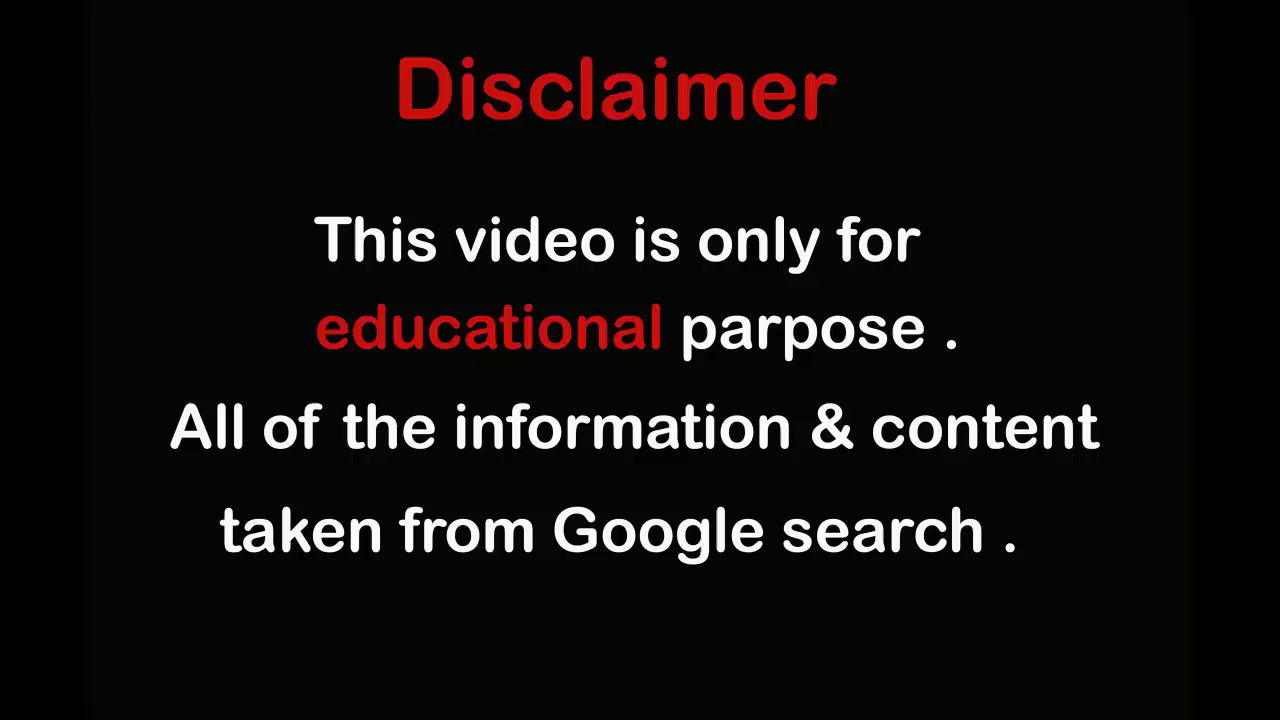 Disclaimer
This video is only for
educational parpose .
All of the information & content
taken from Google search .